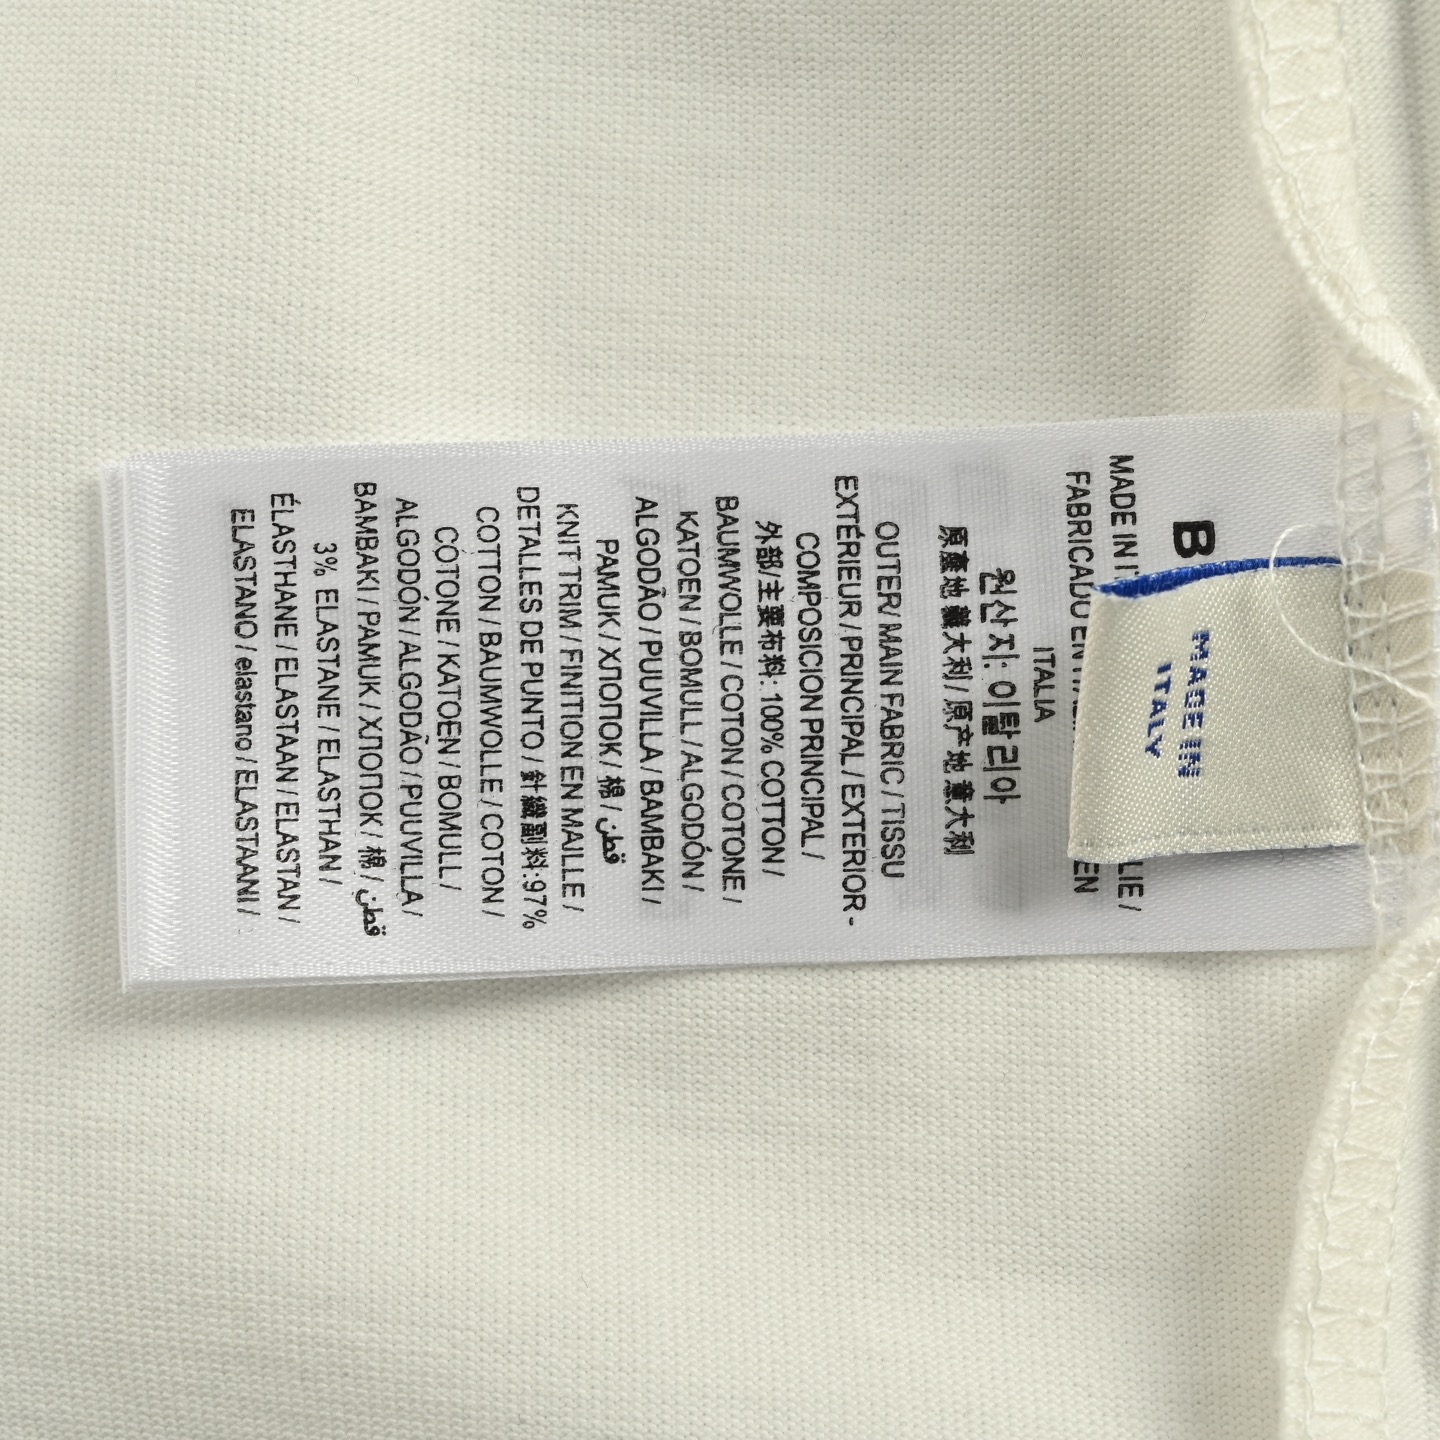 B
MADE IN
LIE /
FABRICADO EN
EN
ITALIA
원산지: 이탈리아
原產地 義大利 / 原产地 意大利
OUTER/ MAIN FABRIC / TISSU
EXTÉRIEUR / PRINCIPAL / EXTERIOR -
COMPOSICION PRINCIPAL /
外部/主要布料: 100% COTTON /
BAUMWOLLE / COTON / COTONE /
KATOEN / BOMULL / ALGODÓN /
ALGODÃO / PUUVILLA / BAMBAKI /
PAMUK / ХЛОПОК / 棉 / قطن
KNIT TRIM / FINITION EN MAILLE /
DETALLES DE PUNTO / 針織副料:97%
COTTON / BAUMWOLLE / COTON /
COTONE / KATOEN / BOMULL /
ALGODÓN / ALGODÃO / PUUVILLA /
BAMBAKI / PAMUK / ХЛОПОК / 棉 / قطن
3% ELASTANE / ELASTHAN /
ÉLASTHANE / ELASTAAN / ELASTAN /
ELASTANO / elastano / ELASTAANI /
MADE IN
ITALY